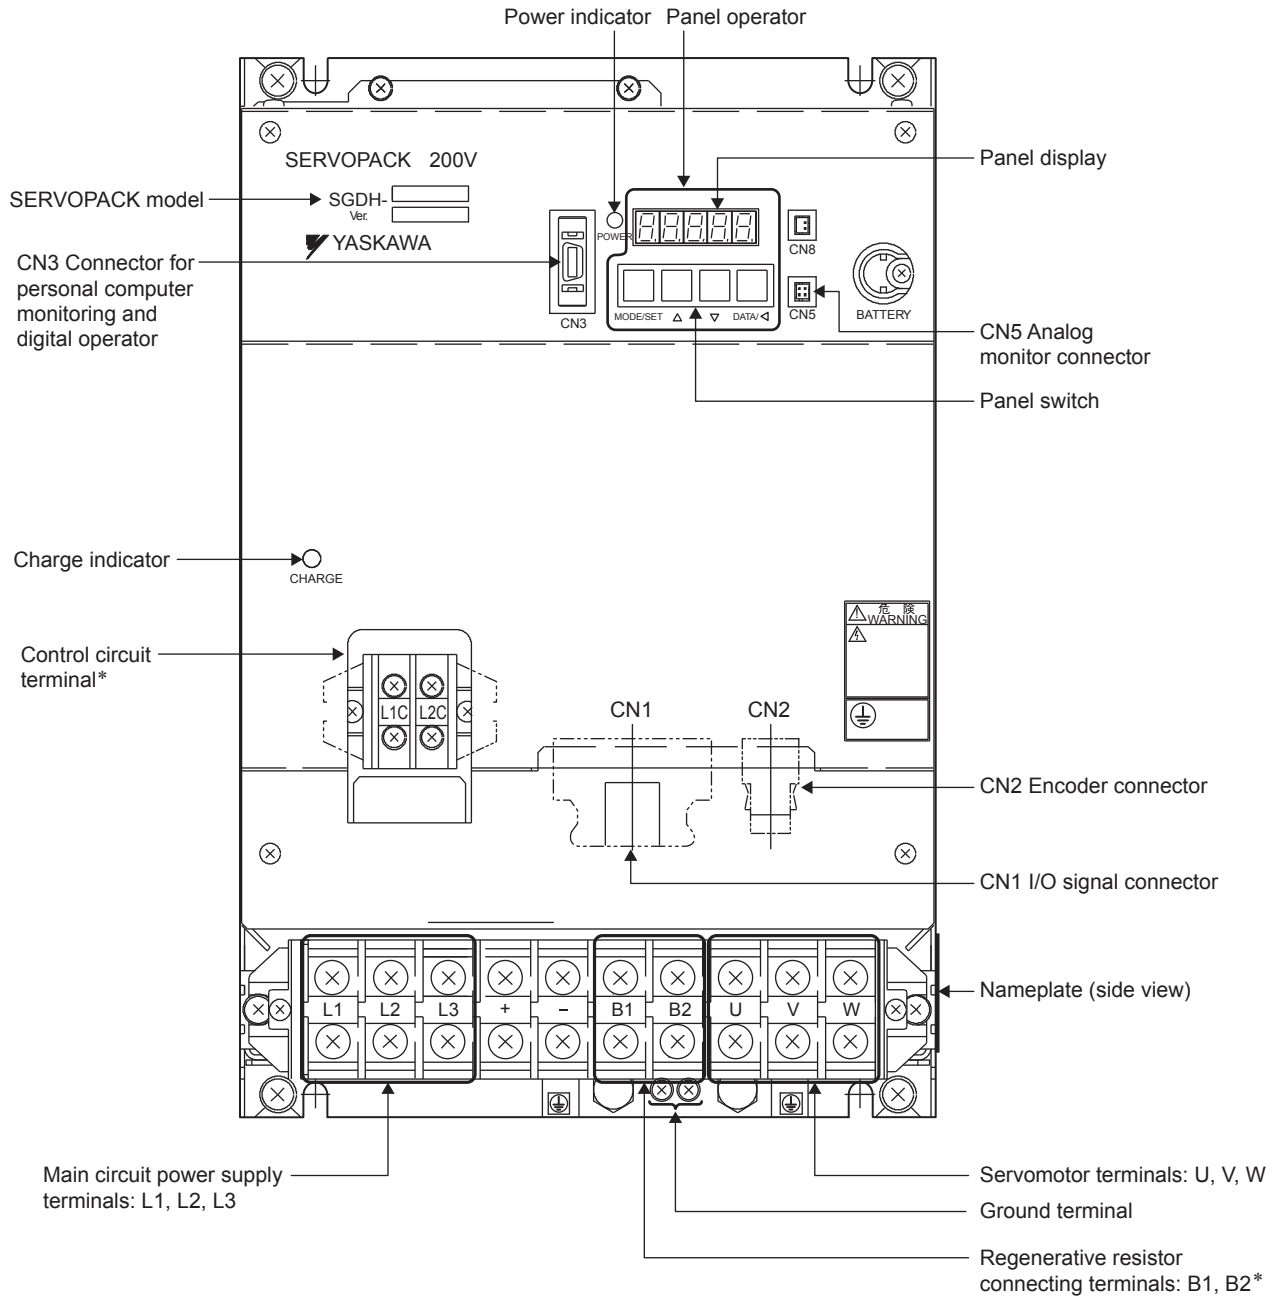 Power indicator Panel operator
SERVOPACK 200V
Panel display
SERVOPACK model
SGDH-
Ver.
YASKAWA
POWER
CN8
CN3 Connector for
personal computer
monitoring and
digital operator
CN3
MODE/SET △ ▽ DATA/◁
CN5
BATTERY
CN5 Analog
monitor connector
Panel switch
Charge indicator
CHARGE
危 険
WARNING
Control circuit
terminal*
L1C L2C
CN1
CN2
CN2 Encoder connector
CN1 I/O signal connector
Nameplate (side view)
L1 L2 L3 + − B1 B2 U V W
Main circuit power supply
terminals: L1, L2, L3
Servomotor terminals: U, V, W
Ground terminal
Regenerative resistor
connecting terminals: B1, B2*